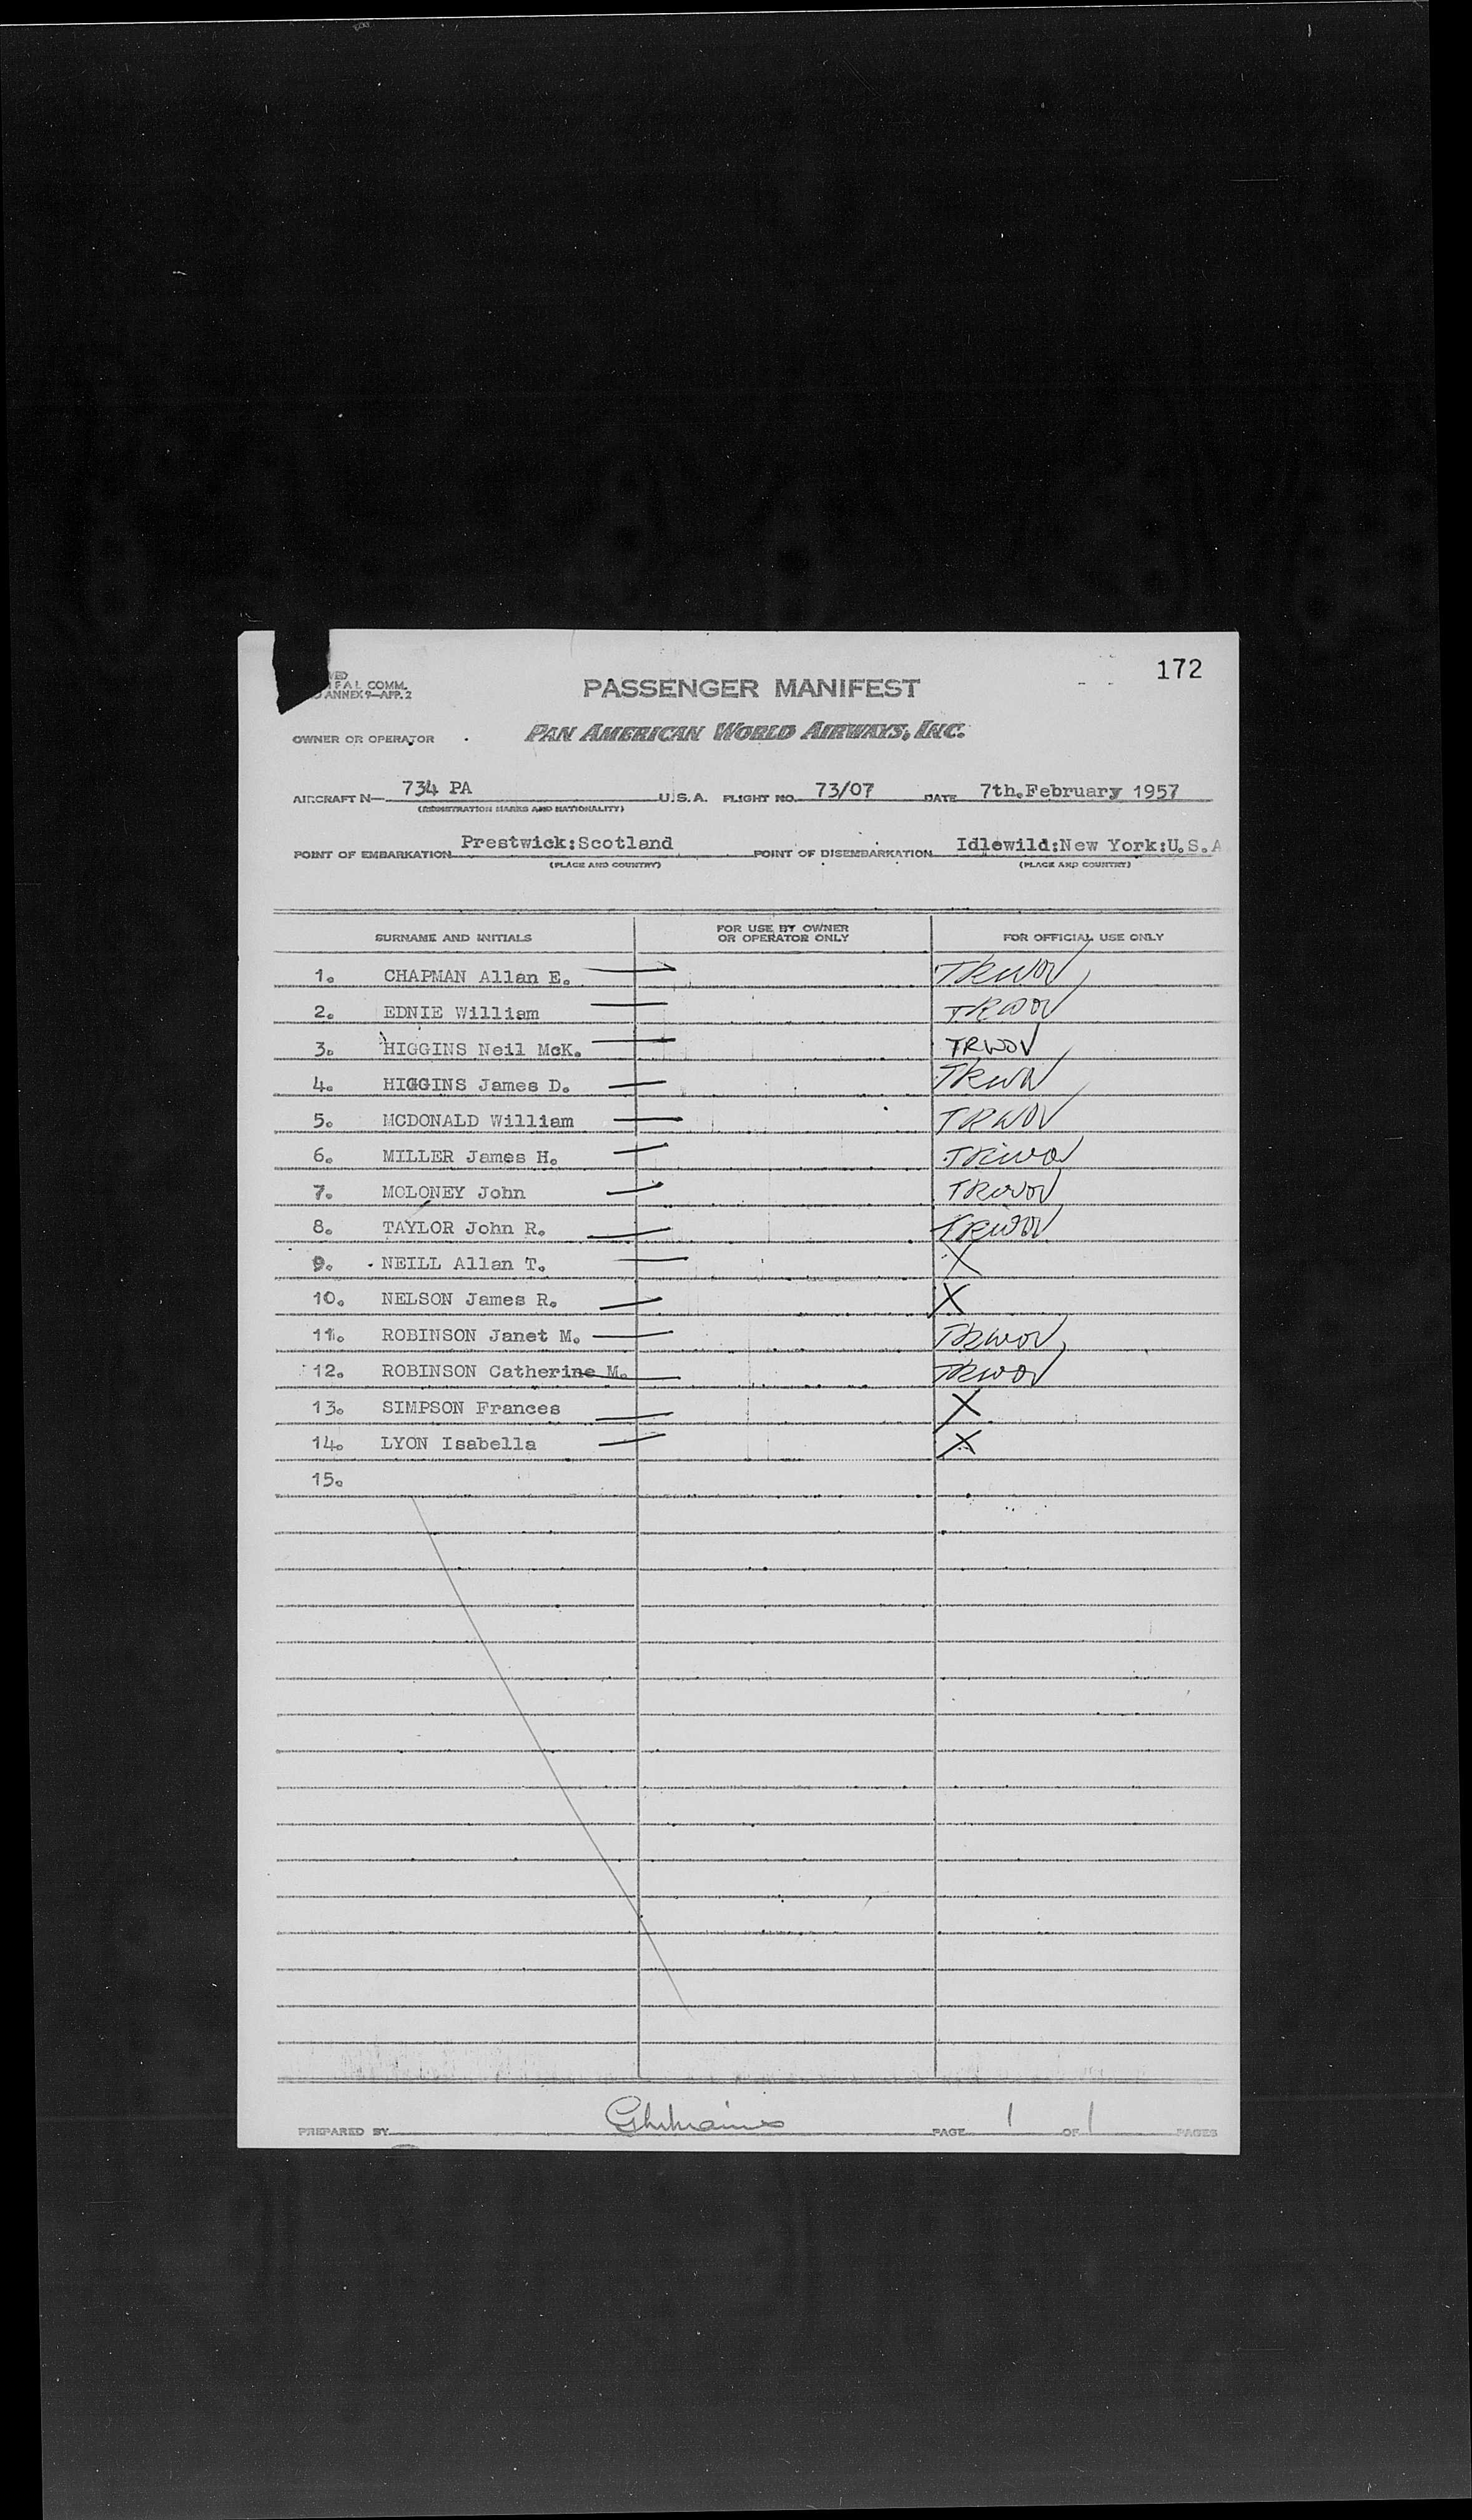 172
PASSENGER MANIFEST
F A L COMM.
ANNEX 9—APP. 2
OWNER OR OPERATOR PAN AMERICAN WORLD AIRWAYS, INC.
AIRCRAFT N— 734 PA U.S.A. FLIGHT NO. 73/07 DATE 7th.February 1957
(REGISTRATION MARKS AND NATIONALITY)
POINT OF EMBARKATION Prestwick:Scotland POINT OF DISEMBARKATION Idlewild:New York:U.S.A
(PLACE AND COUNTRY) (PLACE AND COUNTRY)
SURNAME AND INITIALS FOR USE BY OWNER OR OPERATOR ONLY FOR OFFICIAL USE ONLY
1. CHAPMAN Allan E. TRWOV
2. EDNIE William TRWOV
3. HIGGINS Neil McK. TRWOV
4. HIGGINS James D. TRWOV
5. MCDONALD William TRWOV
6. MILLER James H. TRWOV
7. MOLONEY John TRWOV
8. TAYLOR John R. TRWOV
9. NEILL Allan T. X
10. NELSON James R. X
11. ROBINSON Janet M. TRWOV
12. ROBINSON Catherine M. TRWOV
13. SIMPSON Frances X
14. LYON Isabella X
15.
PREPARED BY PAGE 1 OF 1 PAGES